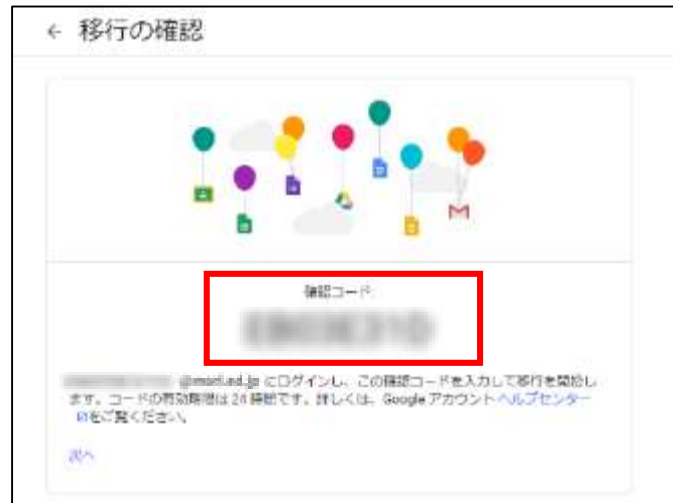 ← 移行の確認
確認コード:
にログインし、この確認コードを入力して移行を開始し
ます。コードの有効期限は 24 時間です。詳しくは、Google アカウント ヘルプセンター
をご覧ください。
次へ